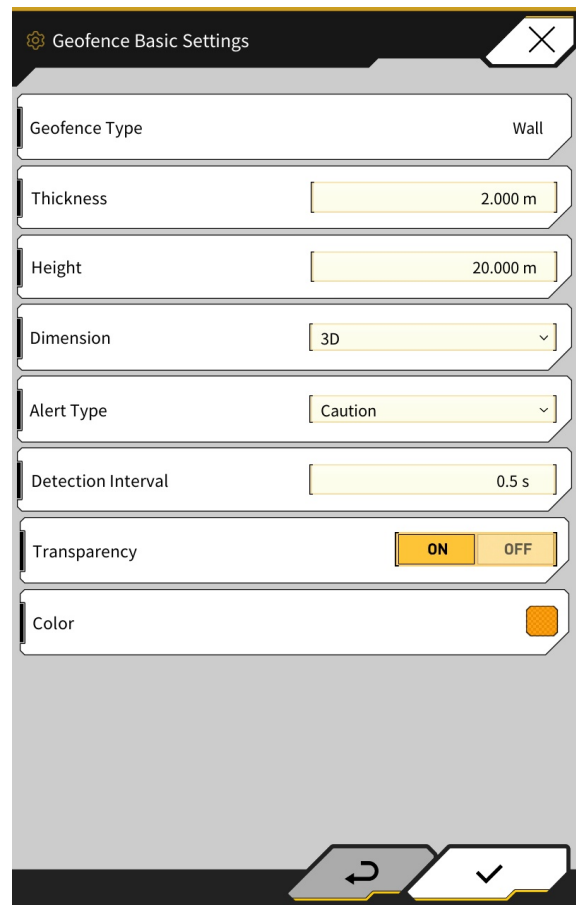 Geofence Basic Settings
Geofence Type Wall
Thickness 2.000 m
Height 20.000 m
Dimension 3D
Alert Type Caution
Detection Interval 0.5 s
Transparency ON OFF
Color